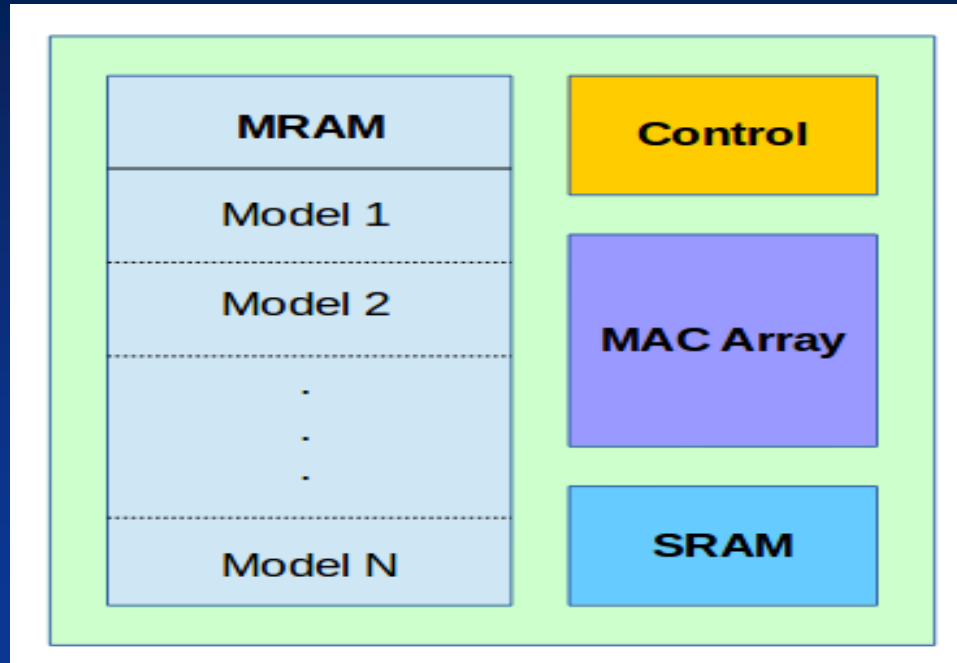 MRAM
Model 1
Model 2
.
.
.
Model N
Control
MAC Array
SRAM